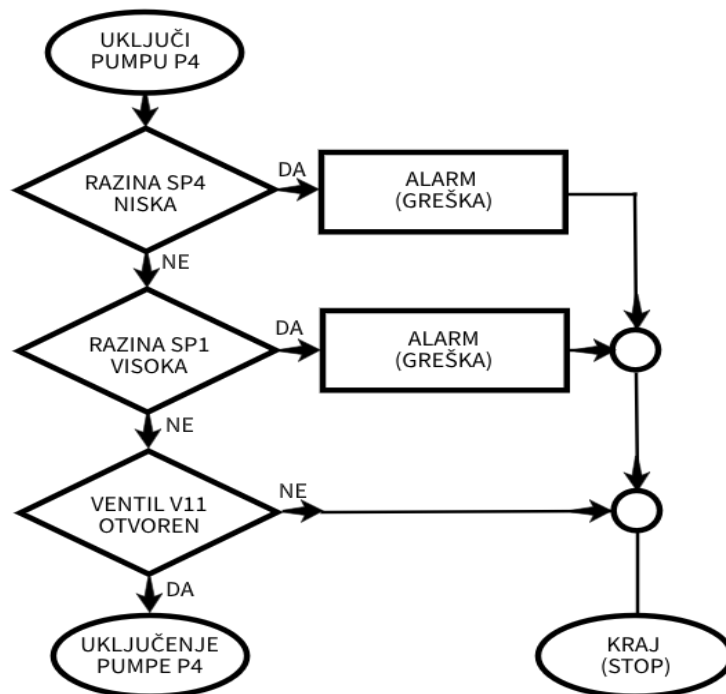 UKLJUČI
PUMPU P4
RAZINA SP4
NISKA
DA
ALARM
(GREŠKA)
NE
RAZINA SP1
VISOKA
DA
ALARM
(GREŠKA)
NE
VENTIL V11
OTVOREN
NE
DA
UKLJUČENJE
PUMPE P4
KRAJ
(STOP)